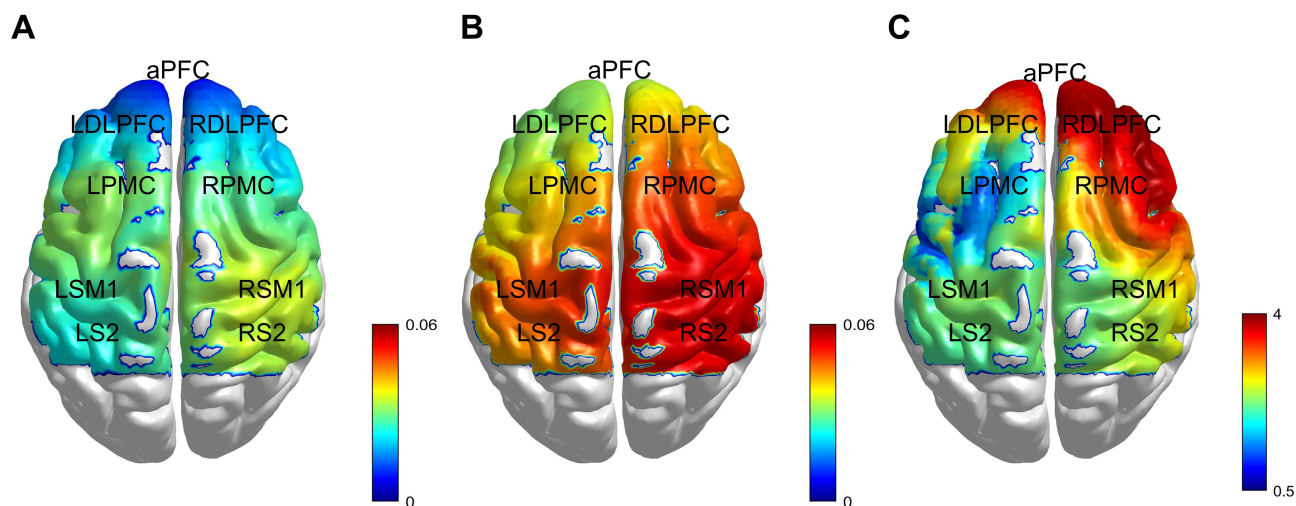 A
aPFC
LDLPFC RDLPFC
LPMC RPMC
LSM1 RSM1
LS2 RS2
0.06
0
B
aPFC
LDLPFC RDLPFC
LPMC RPMC
LSM1 RSM1
LS2 RS2
0.06
0
C
aPFC
LDLPFC RDLPFC
LPMC RPMC
LSM1 RSM1
LS2 RS2
4
0.5